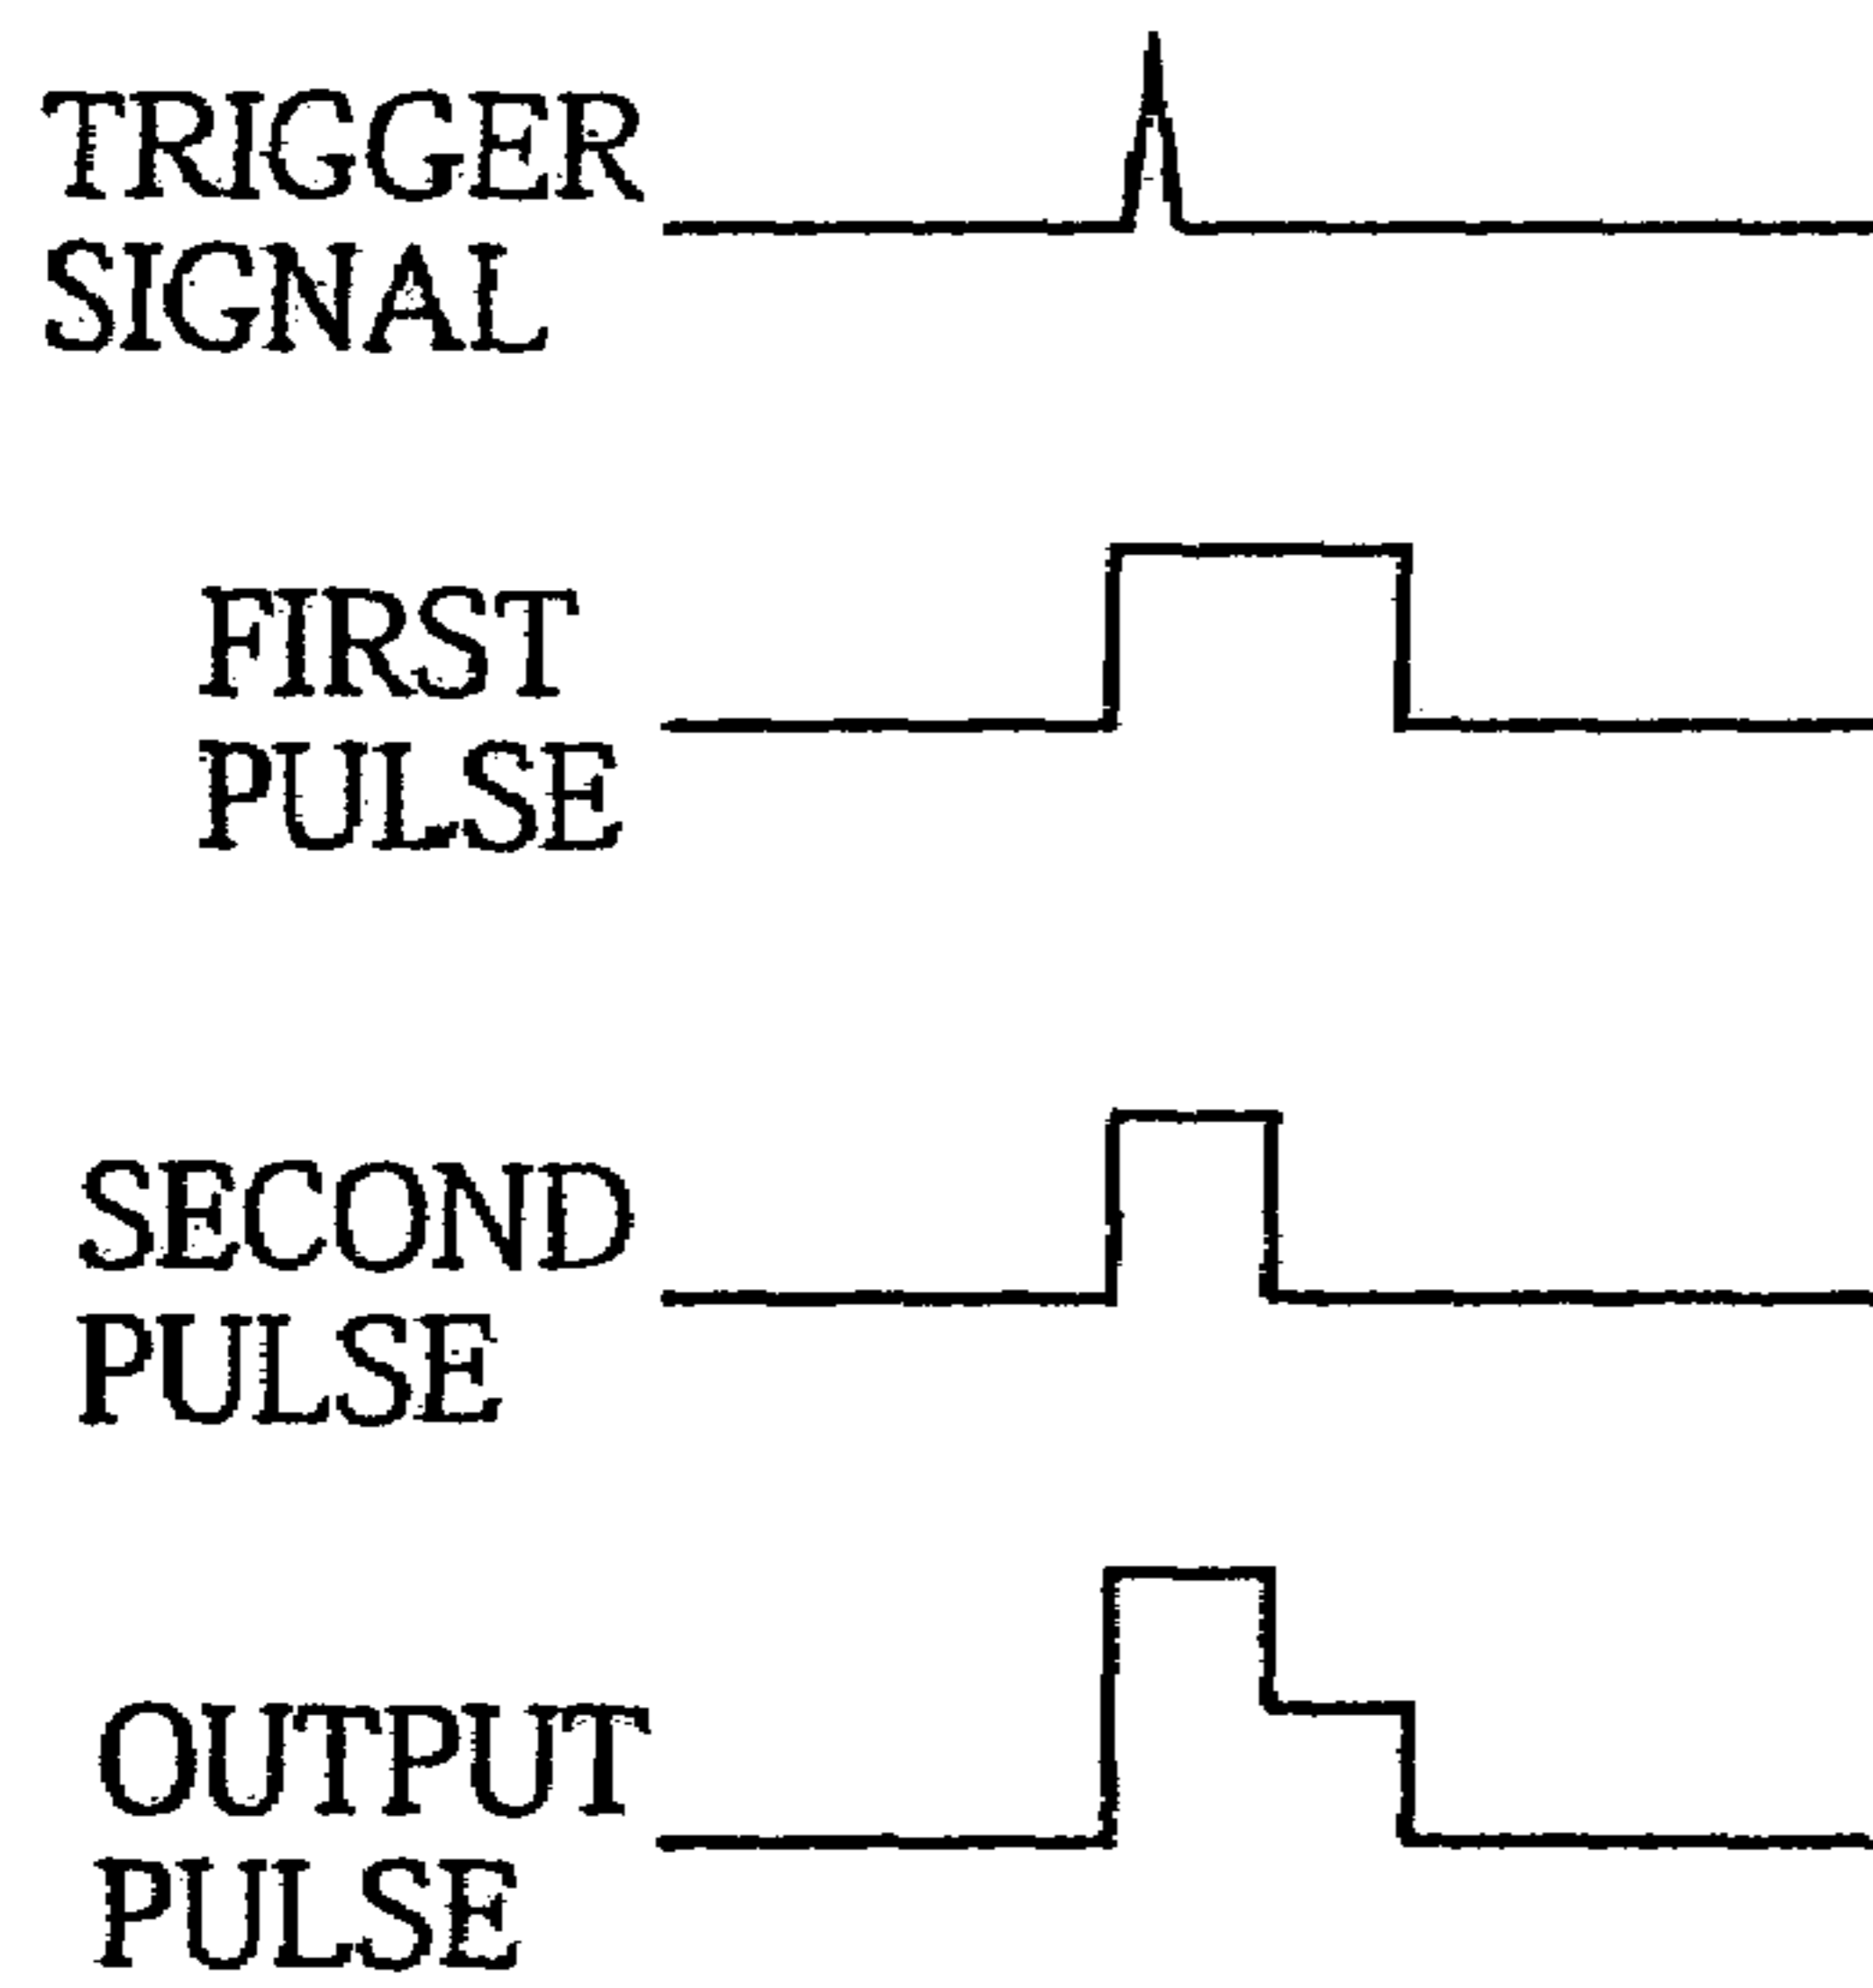 TRIGGER
SIGNAL
FIRST
PULSE
SECOND
PULSE
OUTPUT
PULSE